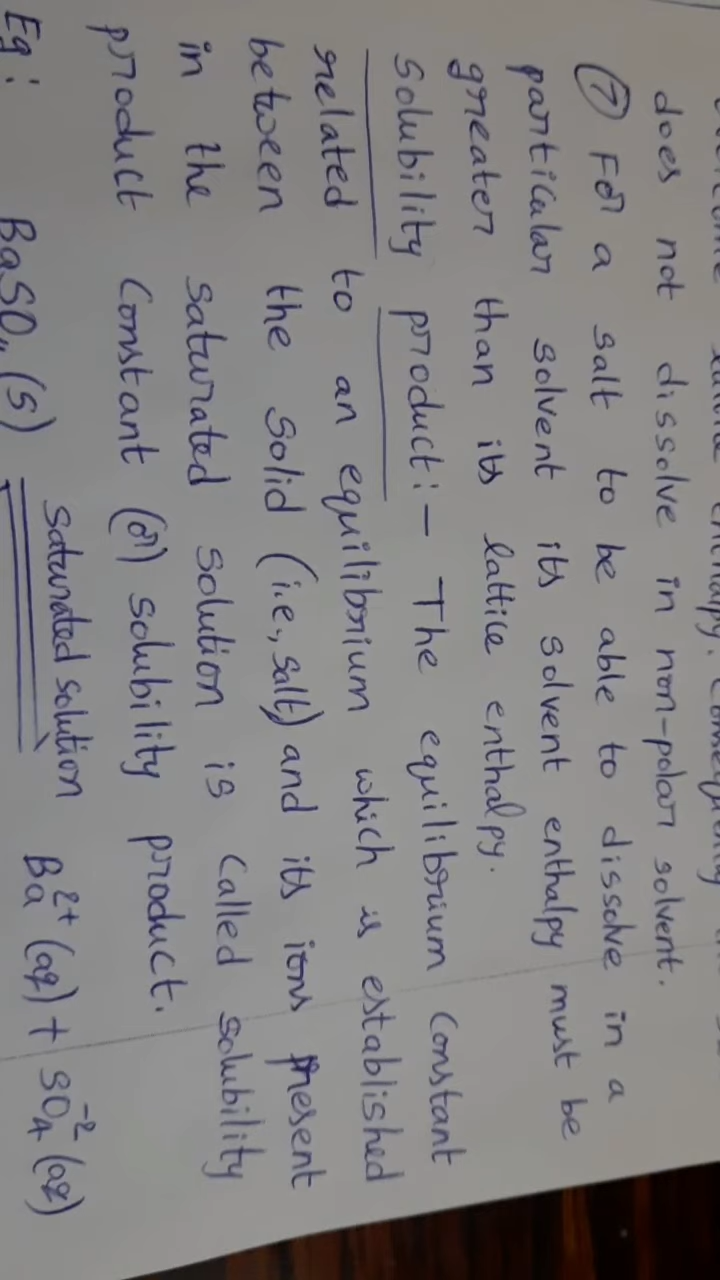 does not dissolve in non-polar solvent.
⑦ For a salt to be able to dissolve in a
particular solvent its solvent enthalpy must be
greater than its lattice enthalpy.
Solubility product:- The equilibrium constant
related to an equilibrium which is established
between the solid (i.e, salt) and its ions present
in the saturated solution is called solubility
product constant (or) solubility product.
saturated solution
Eg: BaSO4 (s) ⇌ Ba2+ (aq) + SO4-2 (aq)